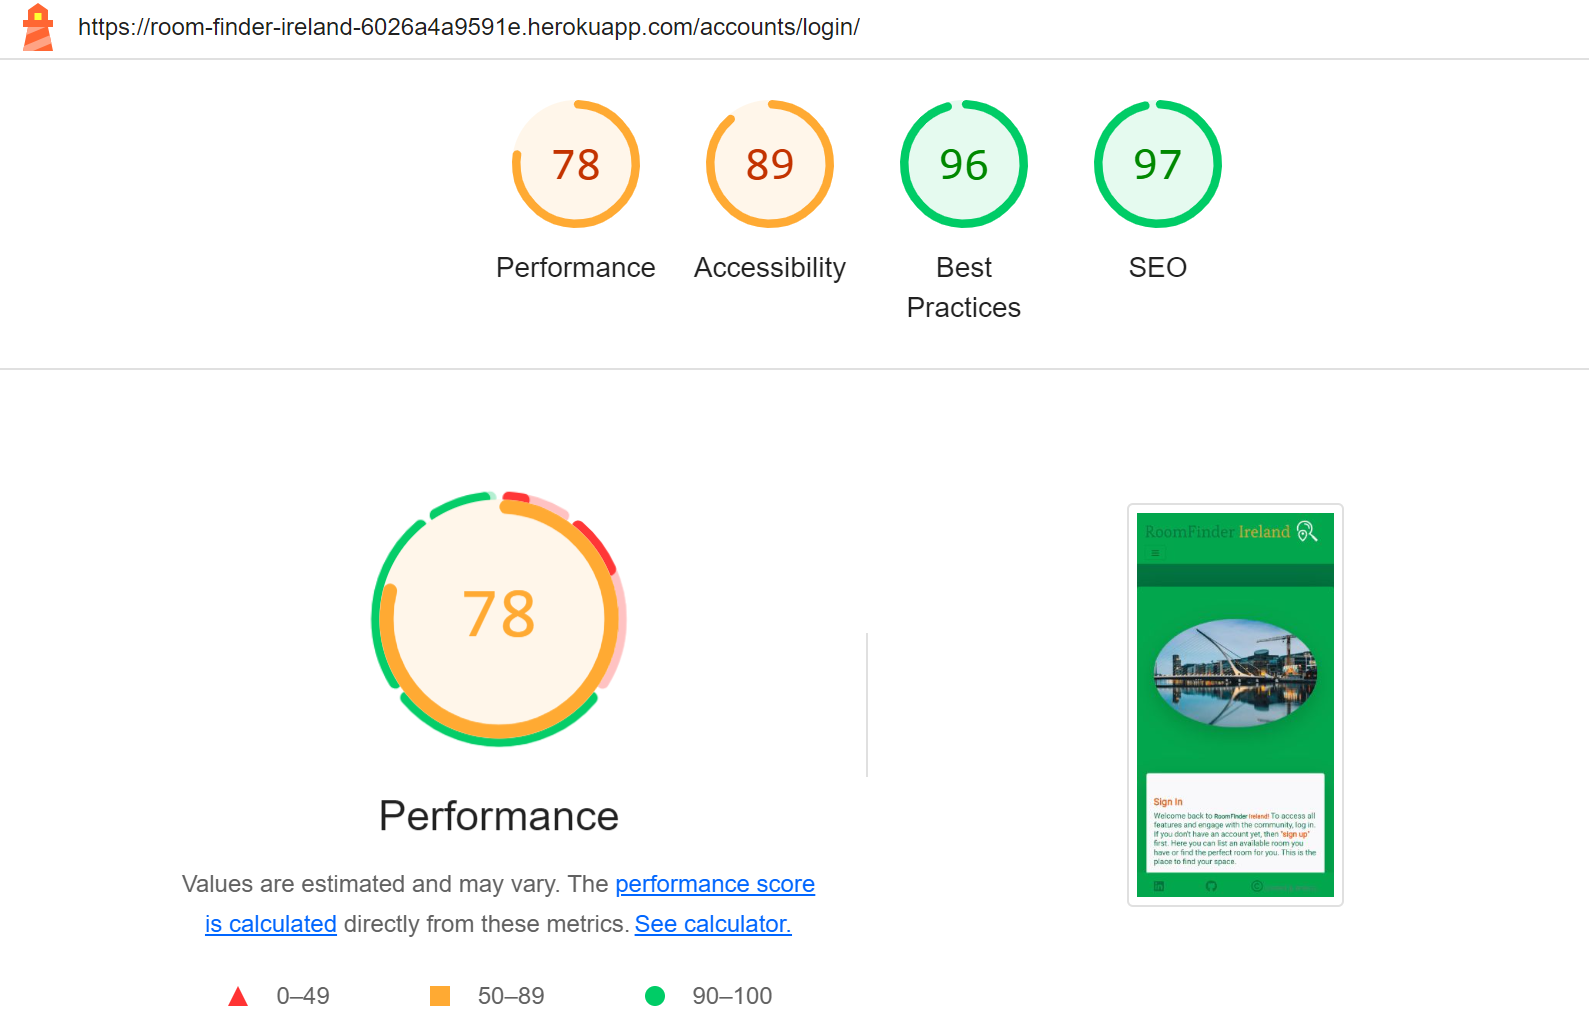 https://room-finder-ireland-6026a4a9591e.herokuapp.com/accounts/login/
78
89
96
97
Performance
Accessibility
Best
Practices
SEO
78
Performance
Values are estimated and may vary. The performance score
is calculated directly from these metrics. See calculator.
0–49
50–89
90–100
RoomFinder Ireland
Sign In
Welcome back to RoomFinder Ireland! To access all
features and engage with the community, log in.
If you don't have an account yet, then "sign up"
first. Here you can list an available room you
have or find the perfect room for you. This is the
place to find your space.